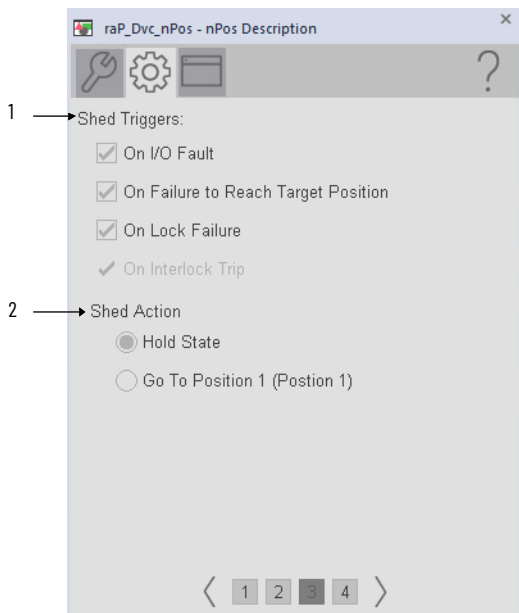 raP_Dvc_nPos - nPos Description
?
1
Shed Triggers:
On I/O Fault
On Failure to Reach Target Position
On Lock Failure
On Interlock Trip
2
Shed Action
Hold State
Go To Position 1 (Postion 1)
1 2 3 4